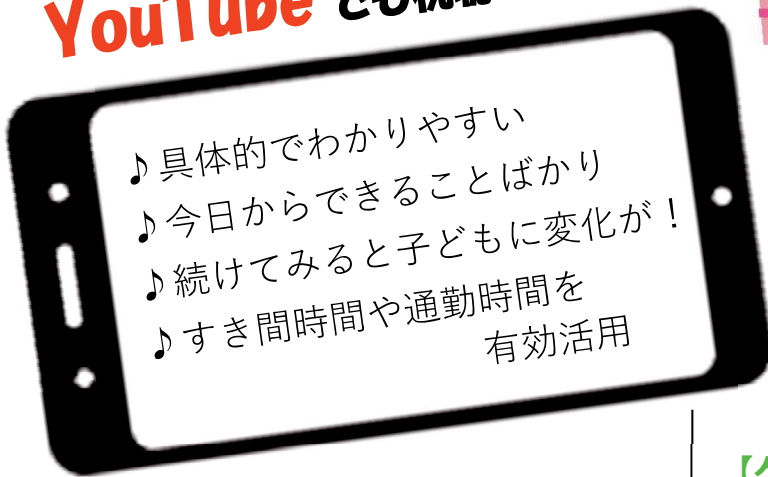 YouTube
♪具体的でわかりやすい
♪今日からできることばかり
♪続けてみると子どもに変化が！
♪すき間時間や通勤時間を
有効活用